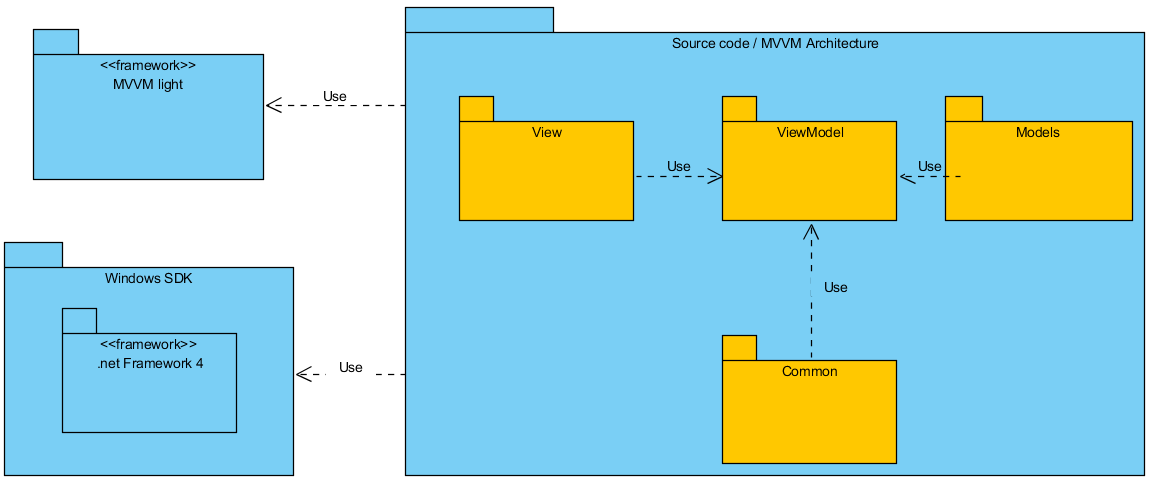 Source code / MVVM Architecture
<<framework>>
MVVM light
Use
View
ViewModel
Models
Use
Use
Windows SDK
<<framework>>
.net Framework 4
Use
Use
Common